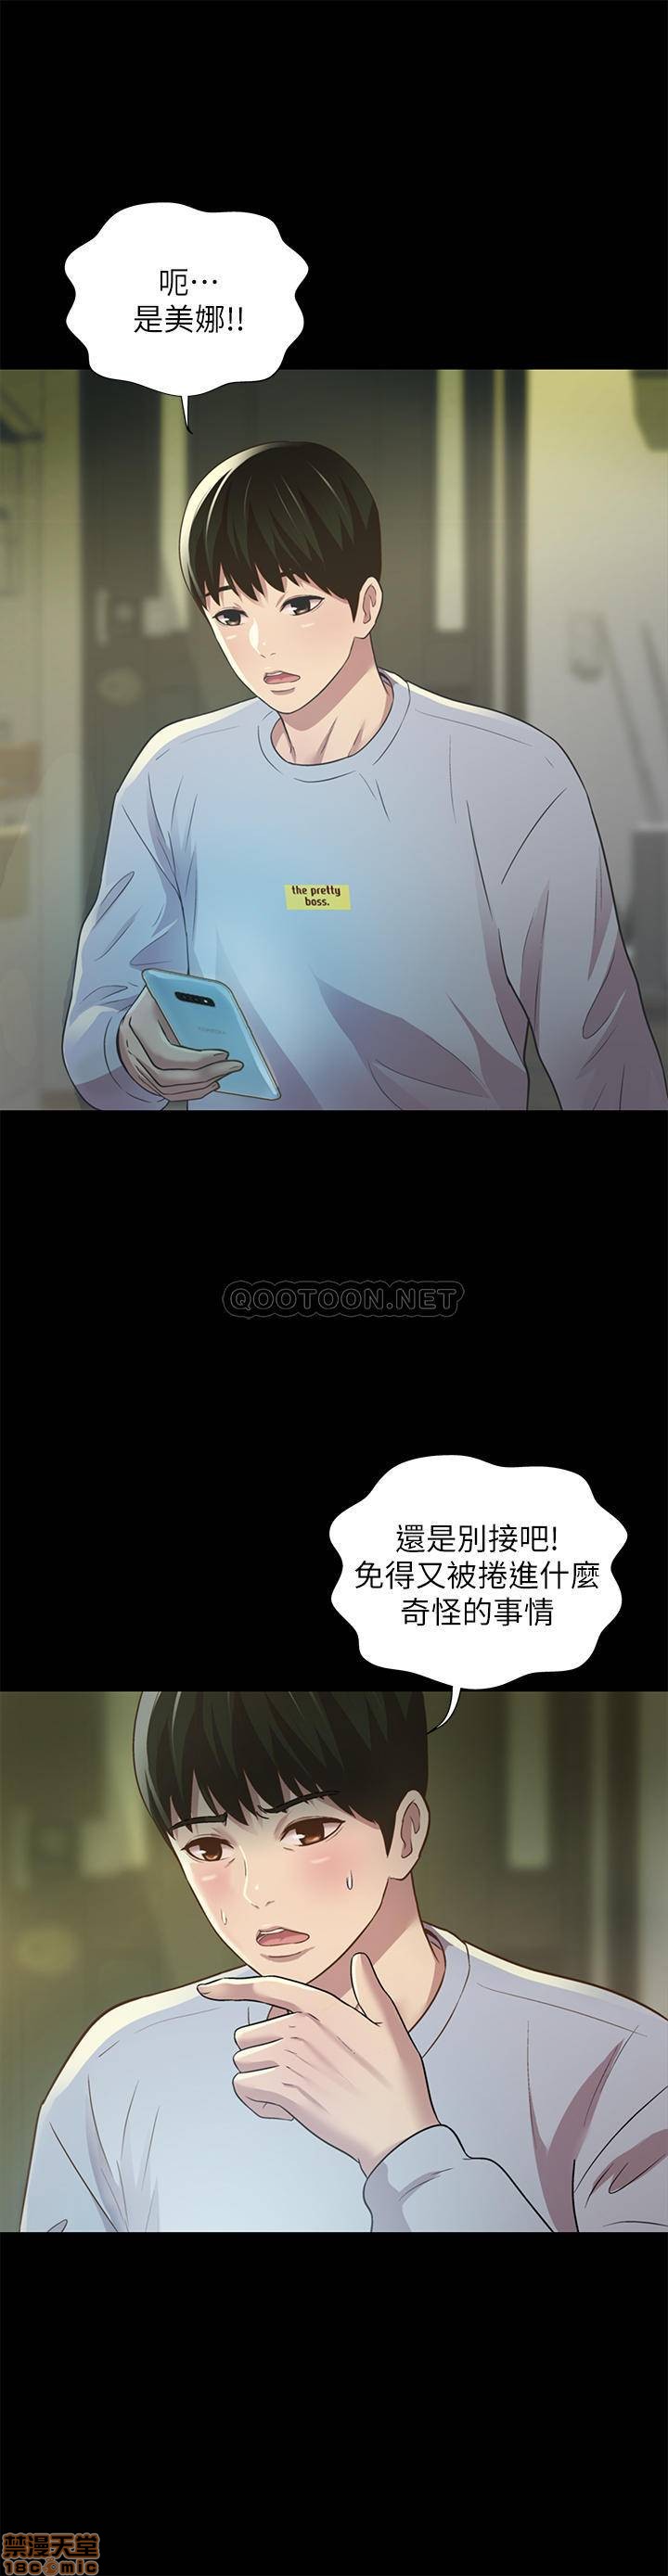 呃…
是美娜!!
the pretty
boss.
QOOTOON.NET
還是別接吧!
免得又被捲進什麼
奇怪的事情
禁漫天堂
18comic